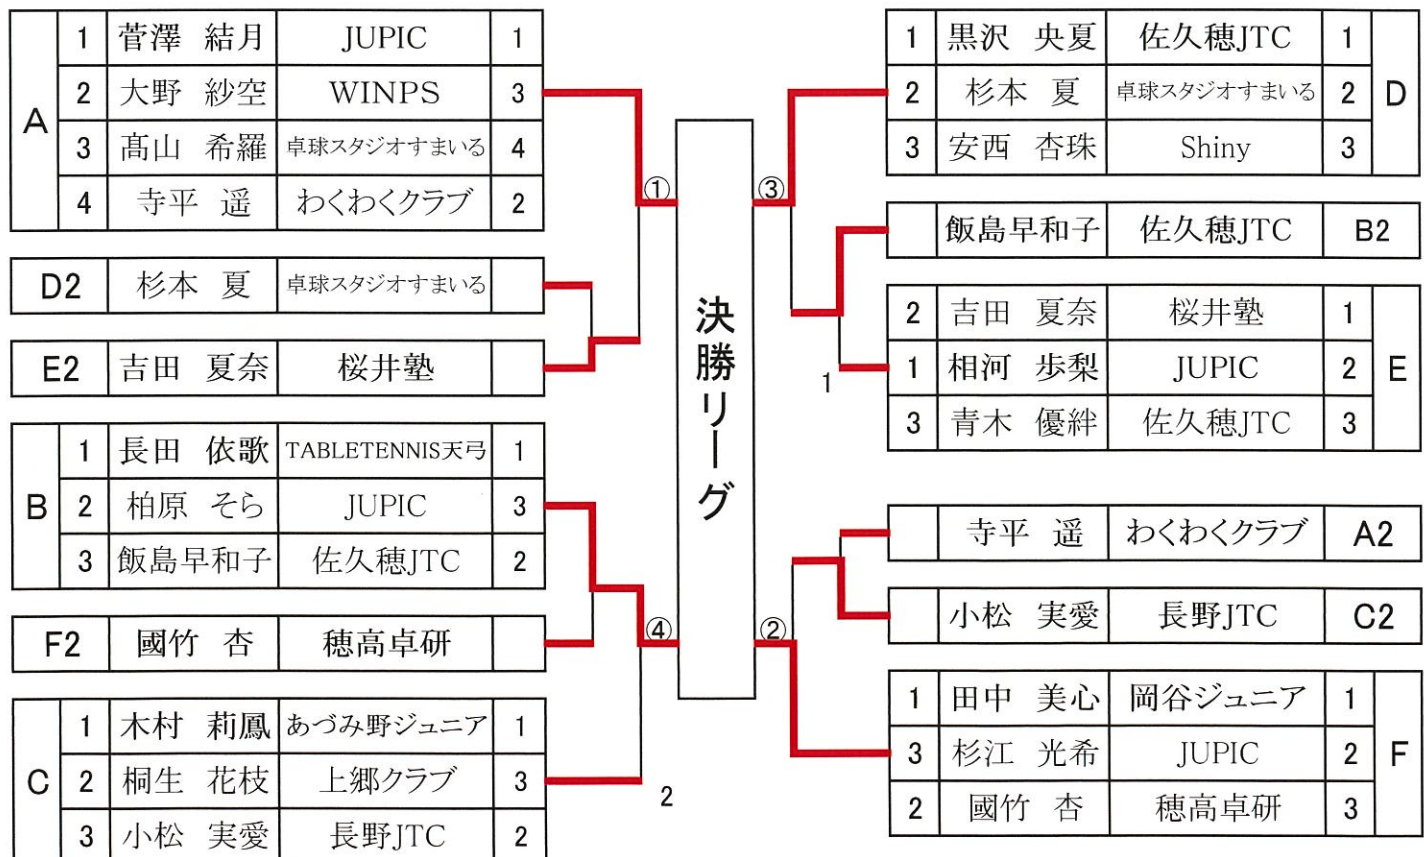 A
1 菅澤 結月 JUPIC 1
2 大野 紗空 WINPS 3
3 髙山 希羅 卓球スタジオすまいる 4
4 寺平 遥 わくわくクラブ 2
D2 杉本 夏 卓球スタジオすまいる
E2 吉田 夏奈 桜井塾
B
1 長田 依歌 TABLETENNIS天弓 1
2 柏原 そら JUPIC 3
3 飯島早和子 佐久穂JTC 2
F2 國竹 杏 穂高卓研
C
1 木村 莉鳳 あづみ野ジュニア 1
2 桐生 花枝 上郷クラブ 3
3 小松 実愛 長野JTC 2
①
④
2
決勝リーグ
③
②
1
1 黒沢 央夏 佐久穂JTC 1
2 杉本 夏 卓球スタジオすまいる 2
3 安西 杏珠 Shiny 3
D
飯島早和子 佐久穂JTC B2
2 吉田 夏奈 桜井塾 1
1 相河 歩梨 JUPIC 2
3 青木 優絆 佐久穂JTC 3
E
寺平 遥 わくわくクラブ A2
小松 実愛 長野JTC C2
1 田中 美心 岡谷ジュニア 1
3 杉江 光希 JUPIC 2
2 國竹 杏 穂高卓研 3
F